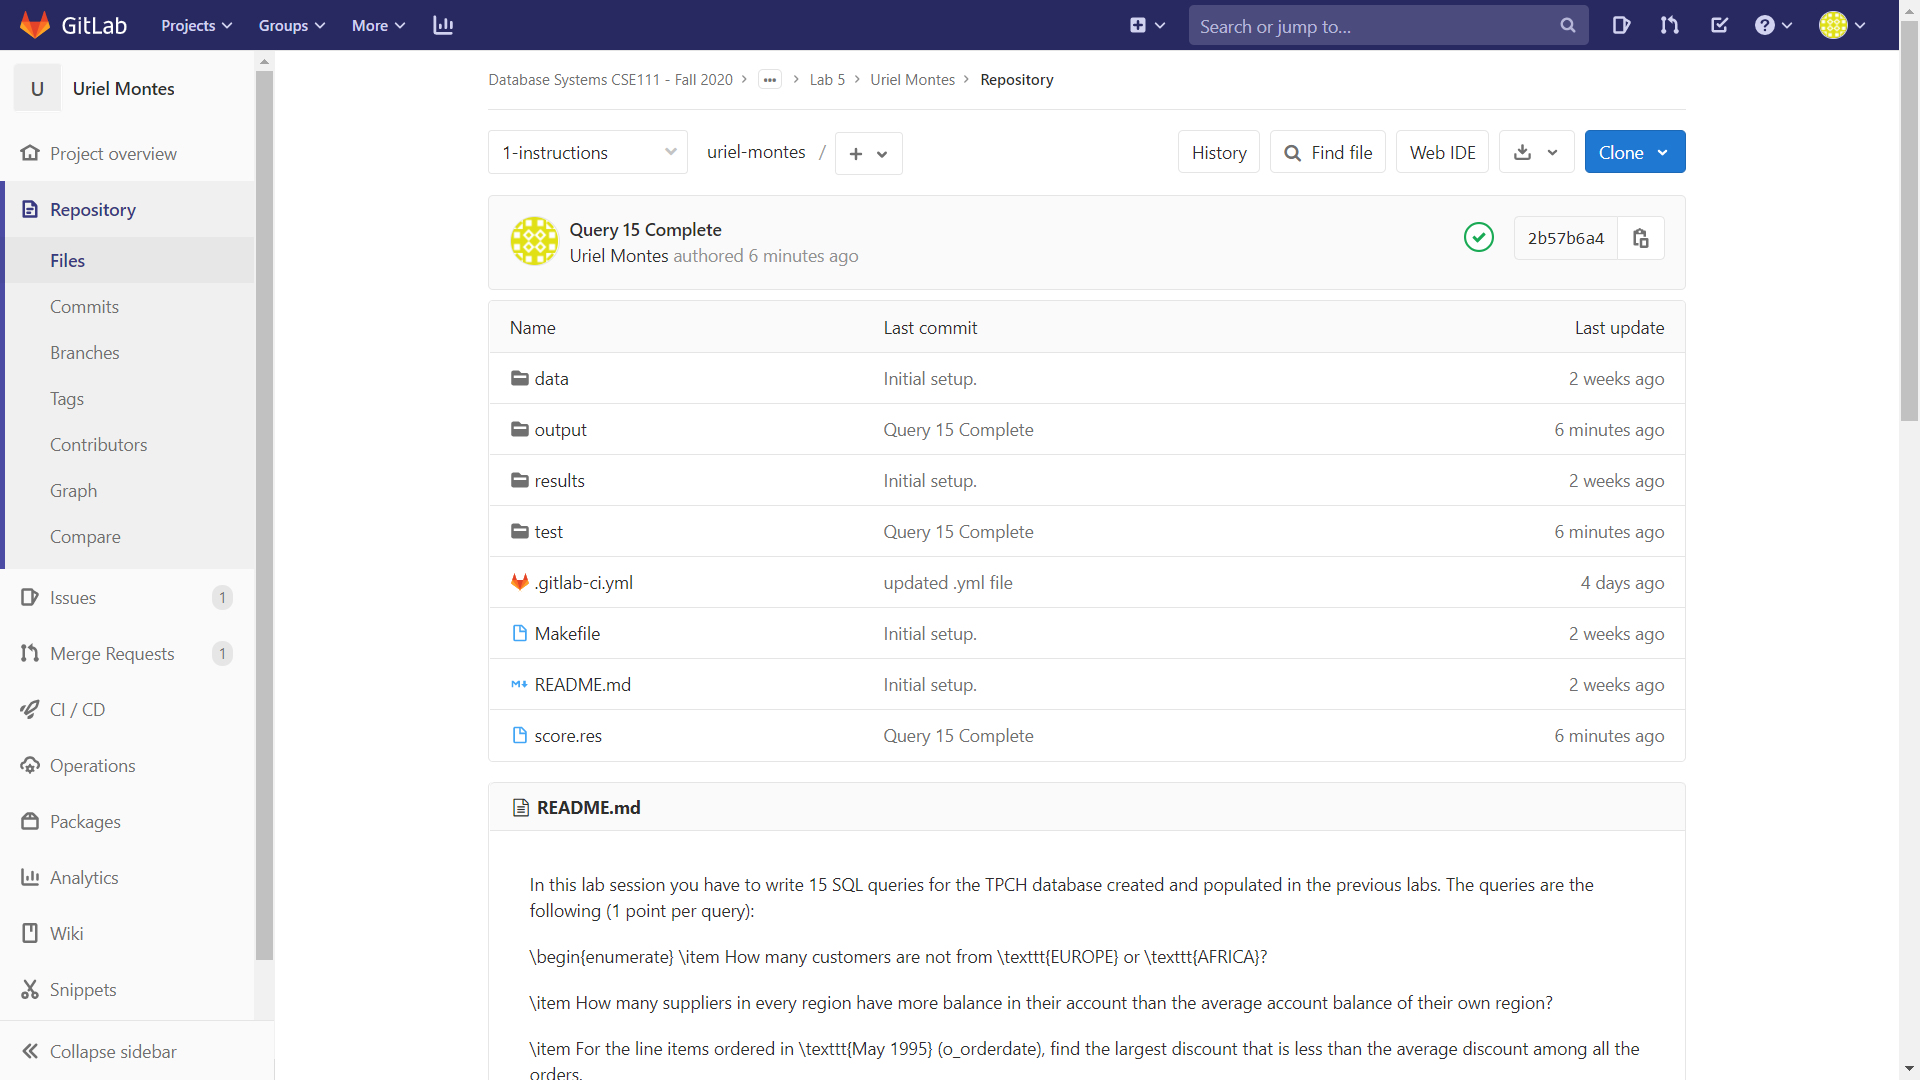 GitLab Projects Groups More Search or jump to...
U Uriel Montes
Project overview
Repository
Files
Commits
Branches
Tags
Contributors
Graph
Compare
Issues 1
Merge Requests 1
CI / CD
Operations
Packages
Analytics
Wiki
Snippets
Collapse sidebar
Database Systems CSE111 - Fall 2020 > ... > Lab 5 > Uriel Montes > Repository
1-instructions uriel-montes / + History Find file Web IDE Clone
Query 15 Complete
Uriel Montes authored 6 minutes ago
2b57b6a4
Name Last commit Last update
data Initial setup. 2 weeks ago
output Query 15 Complete 6 minutes ago
results Initial setup. 2 weeks ago
test Query 15 Complete 6 minutes ago
.gitlab-ci.yml updated .yml file 4 days ago
Makefile Initial setup. 2 weeks ago
README.md Initial setup. 2 weeks ago
score.res Query 15 Complete 6 minutes ago
README.md
In this lab session you have to write 15 SQL queries for the TPCH database created and populated in the previous labs. The queries are the
following (1 point per query):
\begin{enumerate} \item How many customers are not from \texttt{EUROPE} or \texttt{AFRICA}?
\item How many suppliers in every region have more balance in their account than the average account balance of their own region?
\item For the line items ordered in \texttt{May 1995} (o_orderdate), find the largest discount that is less than the average discount among all the
orders.